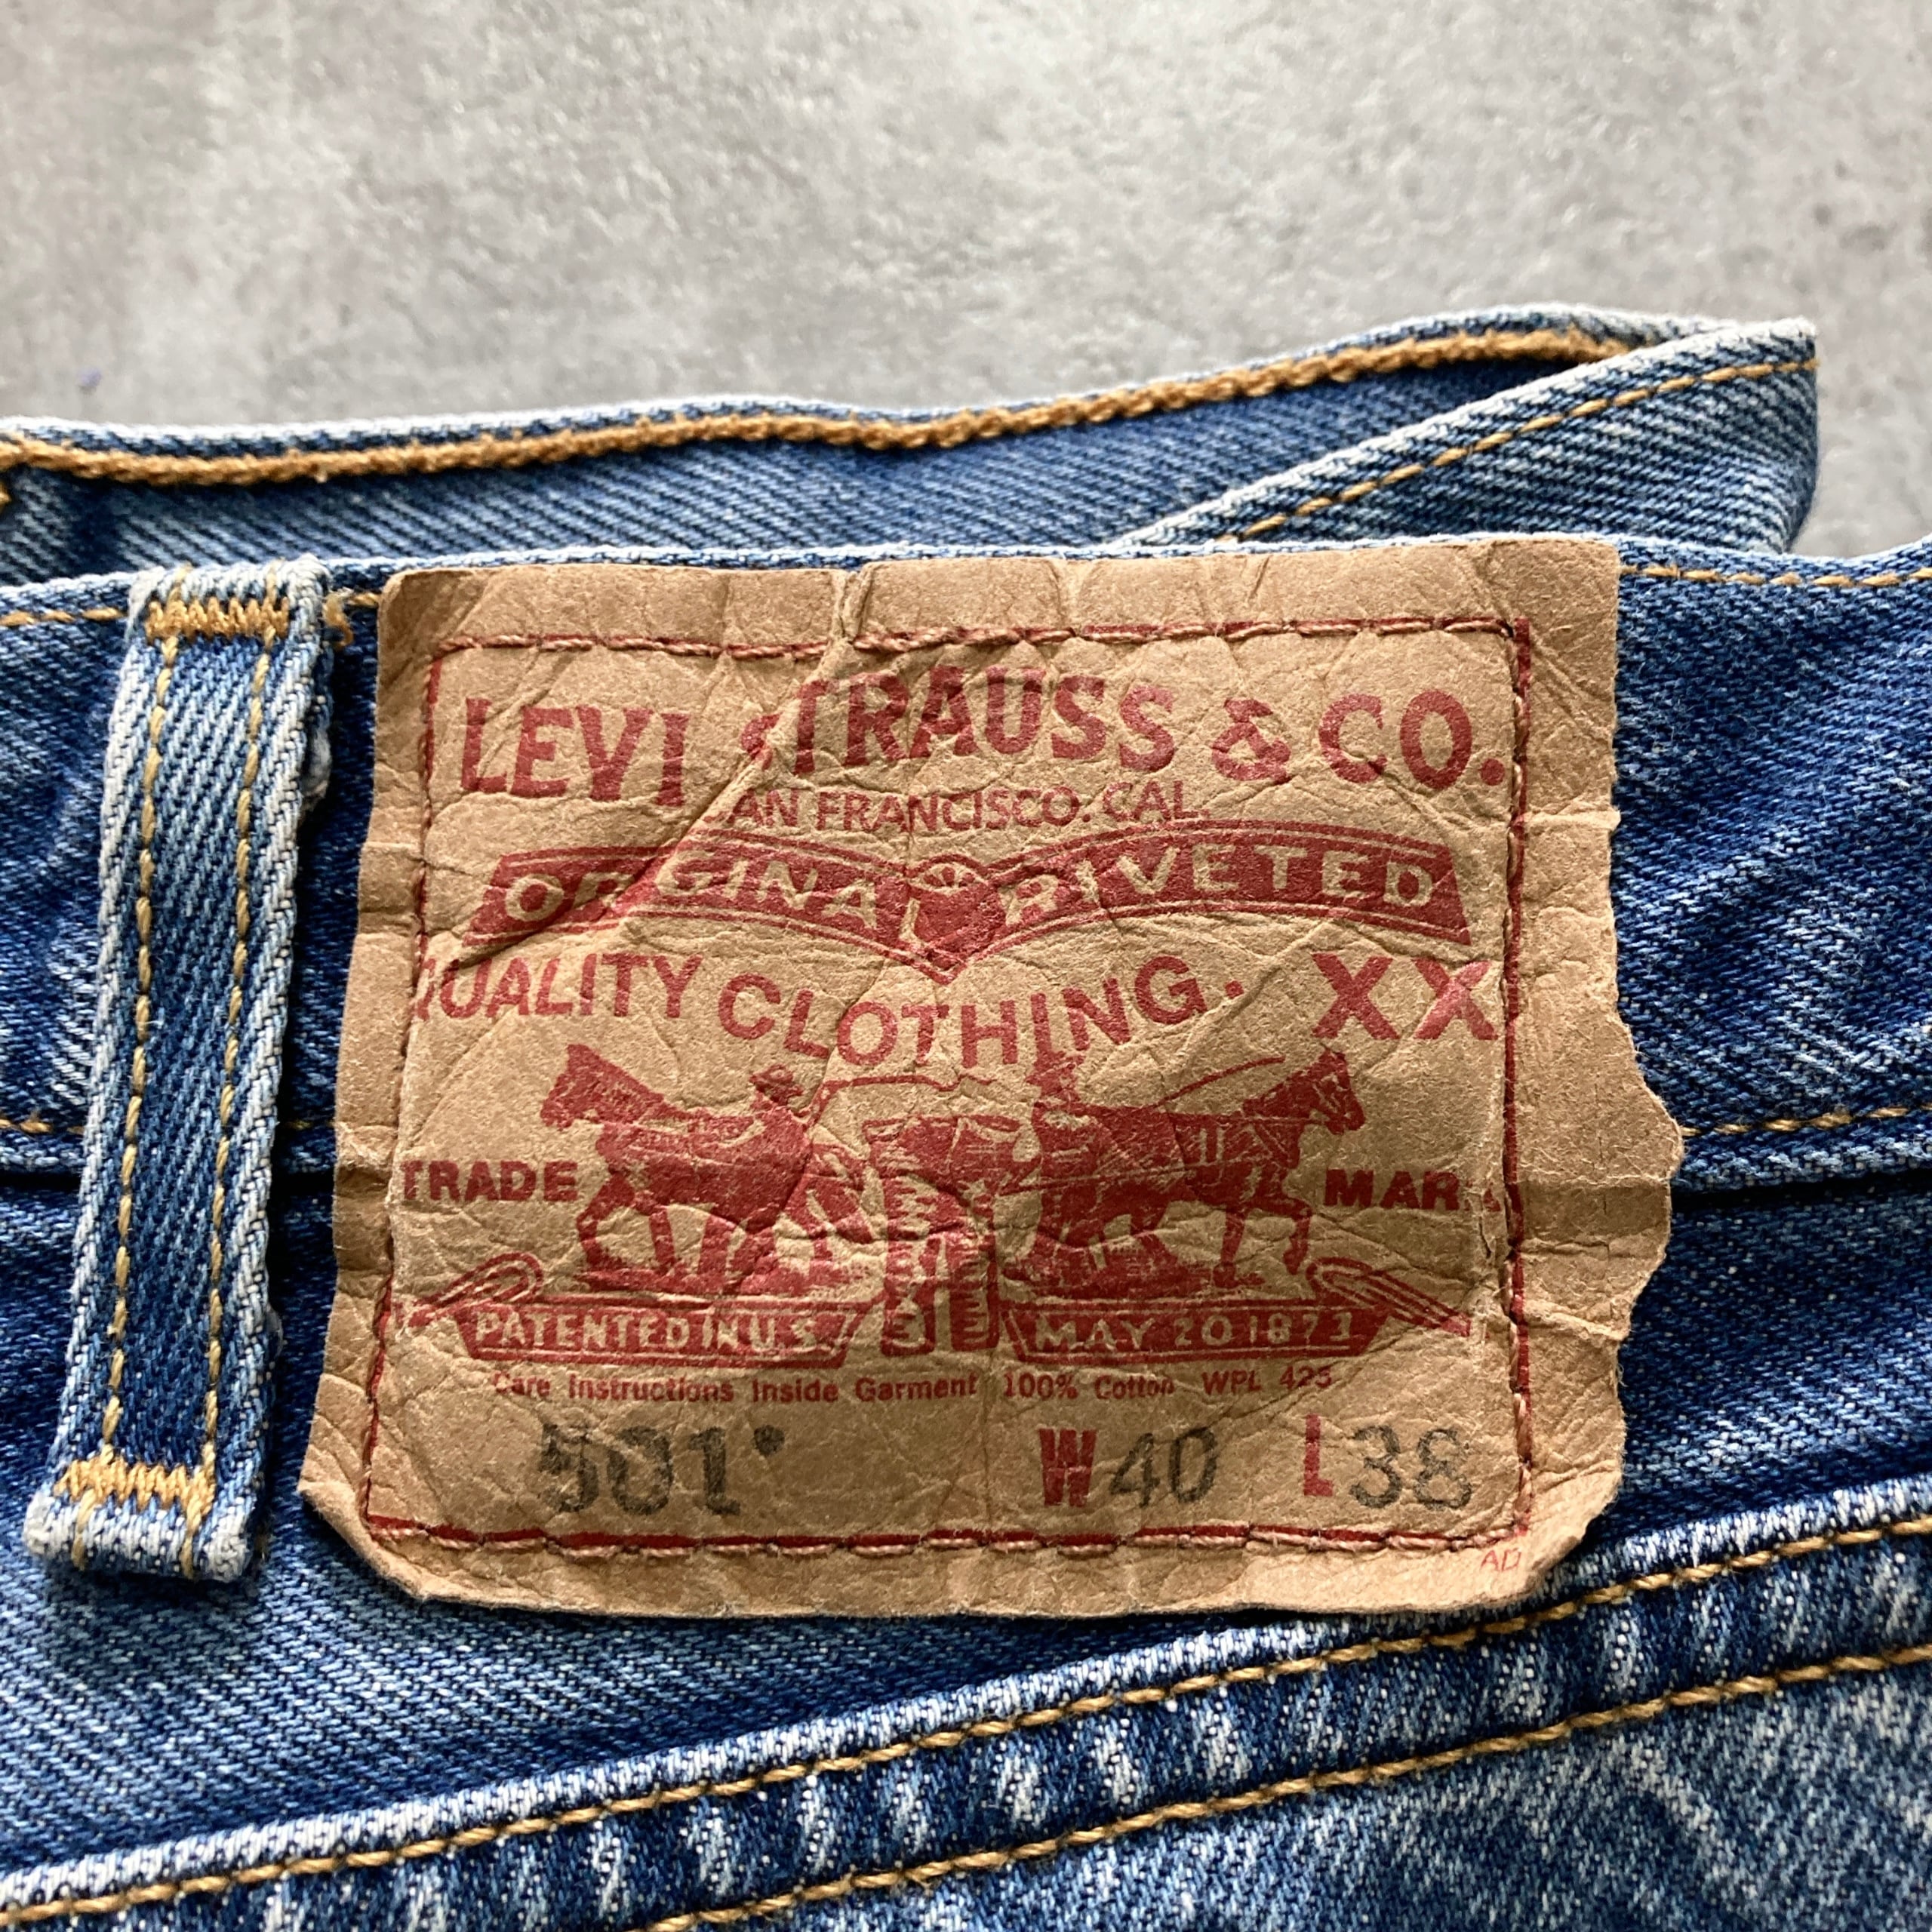 LEVI STRAUSS & CO.
SAN FRANCISCO. CAL.
ORIGINAL RIVETED
QUALITY CLOTHING. XX
TRADE MARK
PATENTED IN U.S. MAY 20 1873
Care Instructions Inside Garment 100% Cotton WPL 423
501® W40 L38
AD